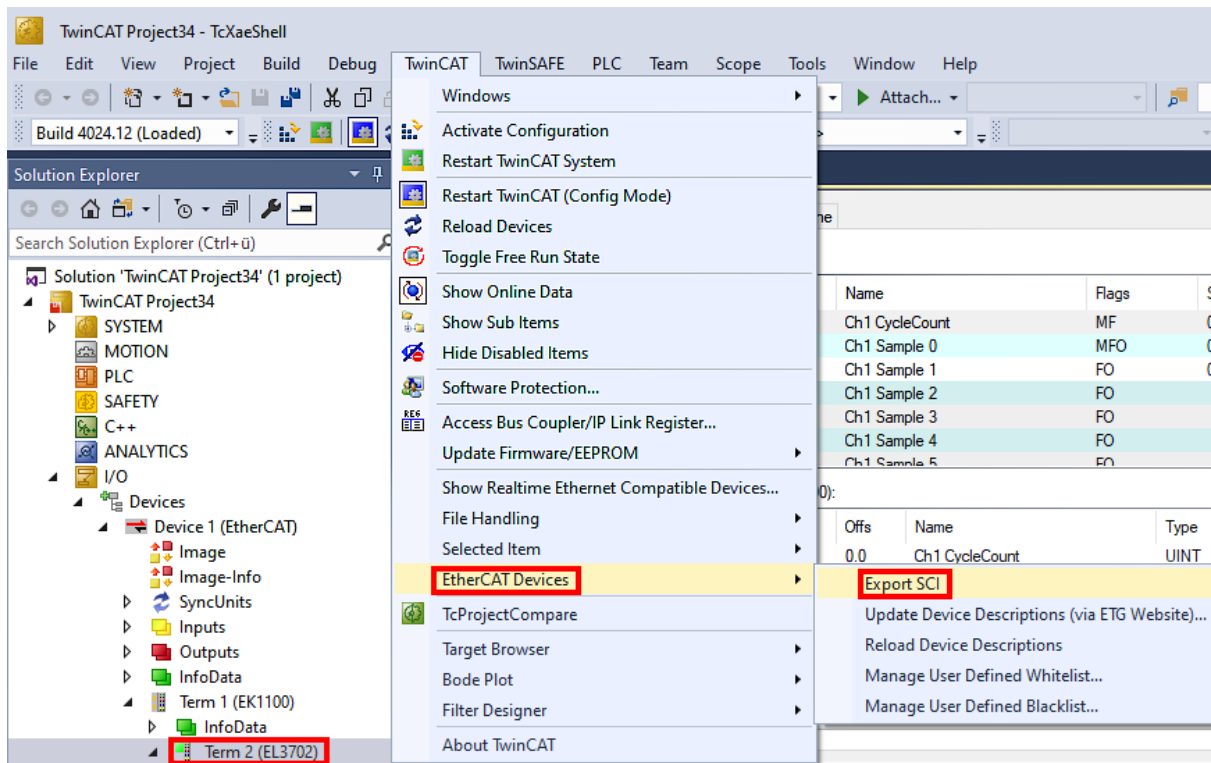 TwinCAT Project34 - TcXaeShell
File Edit View Project Build Debug TwinCAT TwinSAFE PLC Team Scope Tools Window Help
Attach...
Build 4024.12 (Loaded)
Solution Explorer
Search Solution Explorer (Ctrl+ü)
Solution 'TwinCAT Project34' (1 project)
TwinCAT Project34
SYSTEM
MOTION
PLC
SAFETY
C++
ANALYTICS
I/O
Devices
Device 1 (EtherCAT)
Image
Image-Info
SyncUnits
Inputs
Outputs
InfoData
Term 1 (EK1100)
InfoData
Term 2 (EL3702)
Windows
Activate Configuration
Restart TwinCAT System
Restart TwinCAT (Config Mode)
Reload Devices
Toggle Free Run State
Show Online Data
Show Sub Items
Hide Disabled Items
Software Protection...
REG
Access Bus Coupler/IP Link Register...
Update Firmware/EEPROM
Show Realtime Ethernet Compatible Devices...
File Handling
Selected Item
EtherCAT Devices
TcProjectCompare
Target Browser
Bode Plot
Filter Designer
About TwinCAT
Name Flags
Ch1 CycleCount MF
Ch1 Sample 0 MFO
Ch1 Sample 1 FO
Ch1 Sample 2 FO
Ch1 Sample 3 FO
Ch1 Sample 4 FO
Ch1 Sample 5 FO
Offs Name Type
0.0 Ch1 CycleCount UINT
Export SCI
Update Device Descriptions (via ETG Website)...
Reload Device Descriptions
Manage User Defined Whitelist...
Manage User Defined Blacklist...